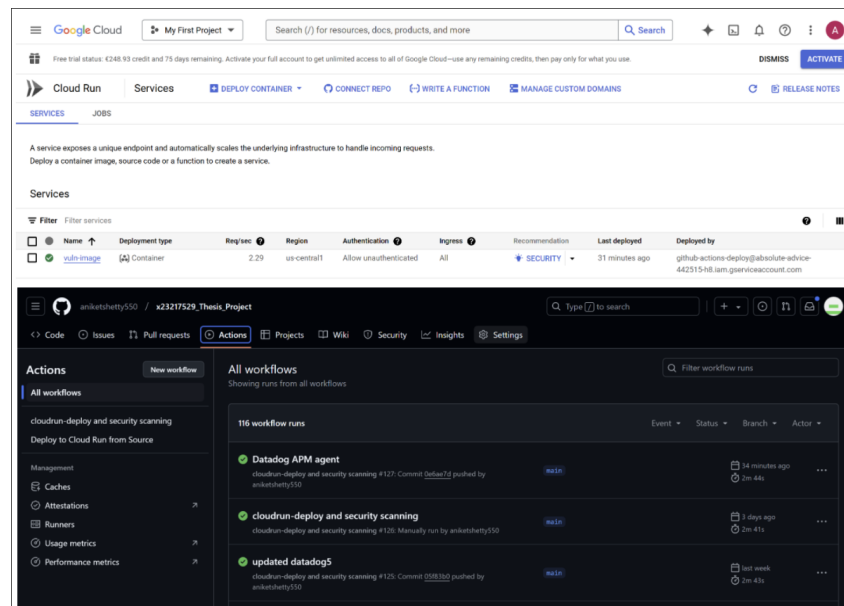 Google Cloud
My First Project
Search (/) for resources, docs, products, and more
Search
A
Free trial status: €248.93 credit and 75 days remaining. Activate your full account to get unlimited access to all of Google Cloud—use any remaining credits, then pay only for what you use.
DISMISS
ACTIVATE
Cloud Run
Services
DEPLOY CONTAINER
CONNECT REPO
WRITE A FUNCTION
MANAGE CUSTOM DOMAINS
RELEASE NOTES
SERVICES
JOBS
A service exposes a unique endpoint and automatically scales the underlying infrastructure to handle incoming requests.
Deploy a container image, source code or a function to create a service.
Services
Filter Filter services
Name Deployment type Req/sec Region Authentication Ingress Recommendation Last deployed Deployed by
vuln-image Container 2.29 us-central1 Allow unauthenticated All SECURITY 31 minutes ago github-actions-deploy@absolute-advice-
442515-h8.iam.gserviceaccount.com
aniketshetty550 / x23217529_Thesis_Project
Type / to search
Code Issues Pull requests Actions Projects Wiki Security Insights Settings
Actions
New workflow
All workflows
cloudrun-deploy and security scanning
Deploy to Cloud Run from Source
Management
Caches
Attestations
Runners
Usage metrics
Performance metrics
All workflows
Showing runs from all workflows
Filter workflow runs
116 workflow runs
Event Status Branch Actor
Datadog APM agent
cloudrun-deploy and security scanning #127: Commit 0e6ae7d pushed by
aniketshetty550
main
34 minutes ago
2m 44s
cloudrun-deploy and security scanning
cloudrun-deploy and security scanning #126: Manually run by aniketshetty550
main
3 days ago
2m 41s
updated datadog5
cloudrun-deploy and security scanning #125: Commit 05f83b0 pushed by
aniketshetty550
main
last week
2m 43s